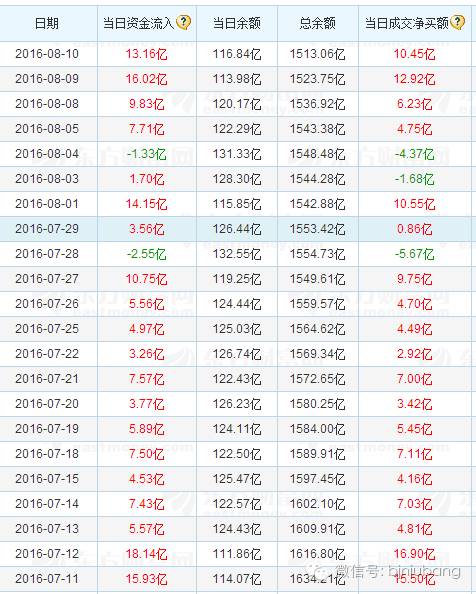 日期 当日资金流入 当日余额 总余额 当日成交净买额
2016-08-10 13.16亿 116.84亿 1513.06亿 10.45亿
2016-08-09 16.02亿 113.98亿 1523.75亿 12.92亿
2016-08-08 9.83亿 120.17亿 1536.92亿 6.23亿
2016-08-05 7.71亿 122.29亿 1543.38亿 4.75亿
2016-08-04 -1.33亿 131.33亿 1548.48亿 -4.37亿
2016-08-03 1.70亿 128.30亿 1544.28亿 -1.68亿
2016-08-01 14.15亿 115.85亿 1542.88亿 10.55亿
2016-07-29 3.56亿 126.44亿 1553.42亿 0.86亿
2016-07-28 -2.55亿 132.55亿 1554.73亿 -5.67亿
2016-07-27 10.75亿 119.25亿 1549.61亿 9.75亿
2016-07-26 5.56亿 124.44亿 1559.57亿 4.70亿
2016-07-25 4.97亿 125.03亿 1564.62亿 4.49亿
2016-07-22 3.26亿 126.74亿 1569.34亿 2.92亿
2016-07-21 7.57亿 122.43亿 1572.65亿 7.00亿
2016-07-20 3.77亿 126.23亿 1580.25亿 3.42亿
2016-07-19 5.89亿 124.11亿 1584.00亿 5.45亿
2016-07-18 7.50亿 122.50亿 1589.91亿 7.11亿
2016-07-15 4.53亿 125.47亿 1597.45亿 4.16亿
2016-07-14 7.43亿 122.57亿 1602.10亿 7.03亿
2016-07-13 5.57亿 124.43亿 1609.91亿 4.81亿
2016-07-12 18.14亿 111.86亿 1616.80亿 16.90亿
2016-07-11 15.93亿 114.07亿 1634.21亿 15.50亿
微信号: biniubang